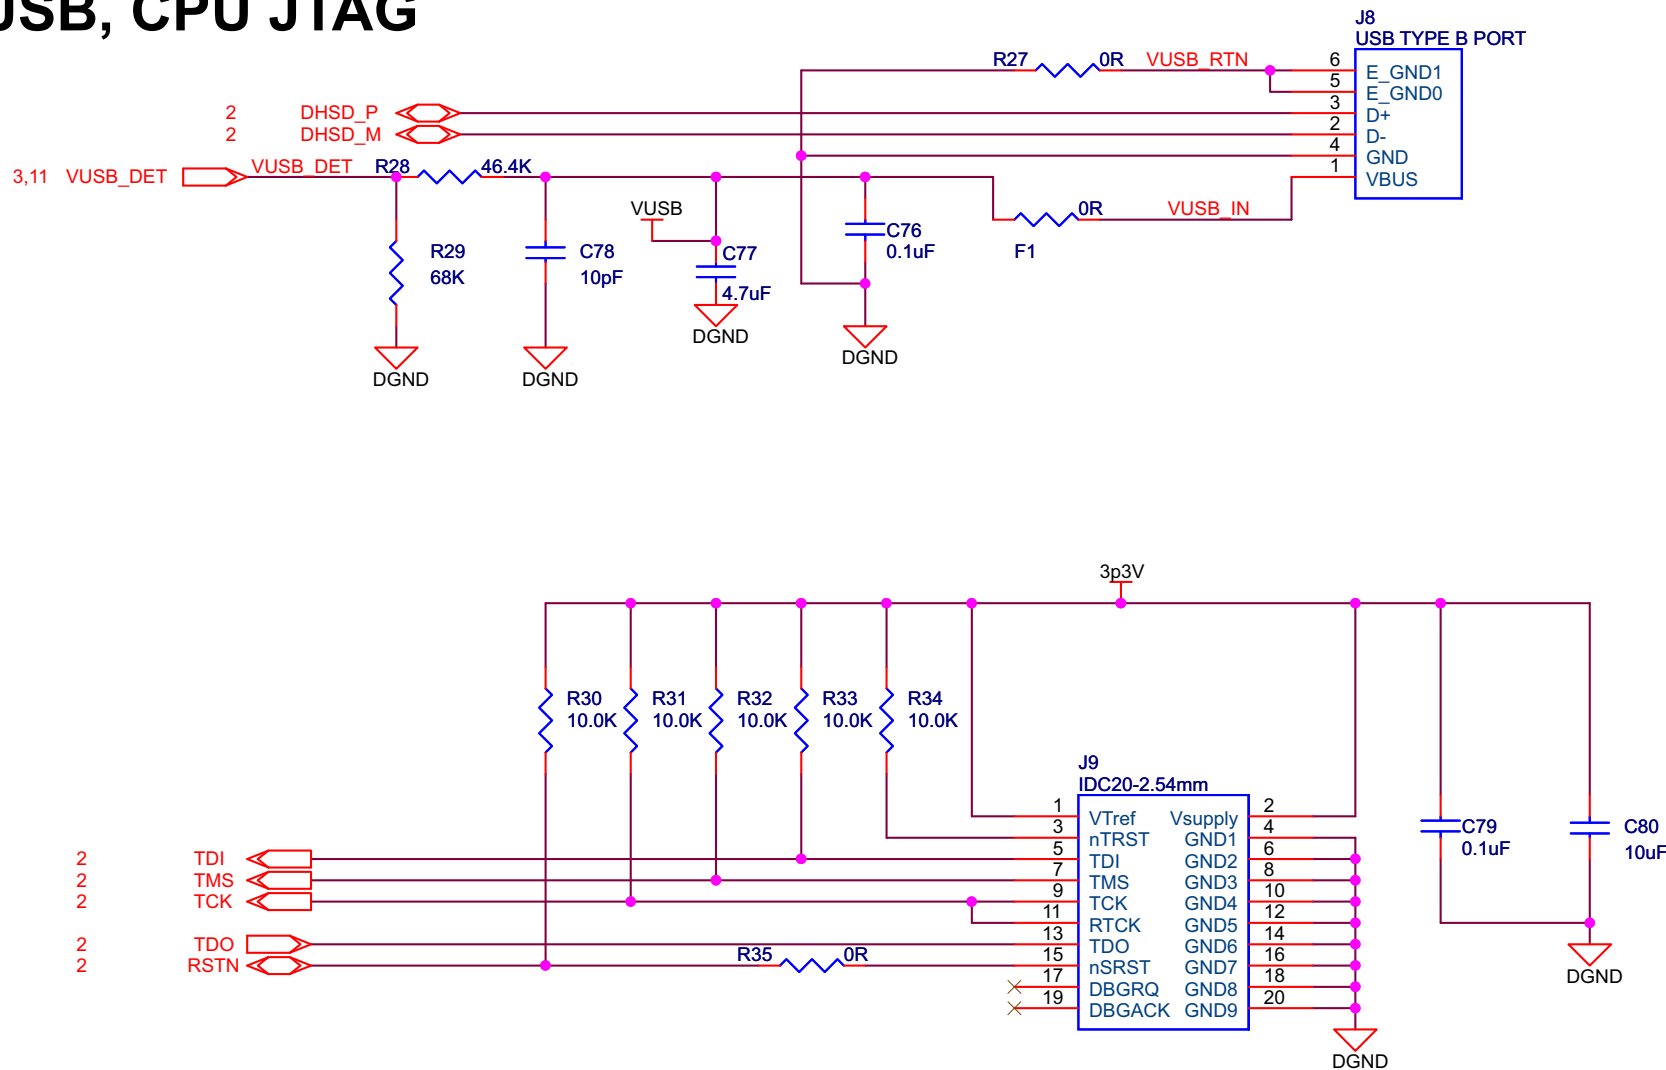 USB, CPU JTAG
J8
USB TYPE B PORT
R27 0R VUSB_RTN 6 E_GND1
5 E_GND0
2 DHSD_P 3 D+
2 DHSD_M 2 D-
4 GND
3,11 VUSB_DET VUSB_DET R28 46.4K 1 VBUS
VUSB 0R VUSB_IN
F1
R29
68K
C78
10pF
C77
4.7uF
C76
0.1uF
DGND
DGND
DGND
DGND
3p3V
R30 R31 R32 R33 R34
10.0K 10.0K 10.0K 10.0K 10.0K
J9
IDC20-2.54mm
1 VTref Vsupply 2
3 nTRST GND1 4
2 TDI 5 TDI GND2 6
2 TMS 7 TMS GND3 8
2 TCK 9 TCK GND4 10
11 RTCK GND5 12
2 TDO 13 TDO GND6 14
2 RSTN R35 0R 15 nSRST GND7 16
17 DBGRQ GND8 18
19 DBGACK GND9 20
C79
0.1uF
C80
10uF
DGND
DGND